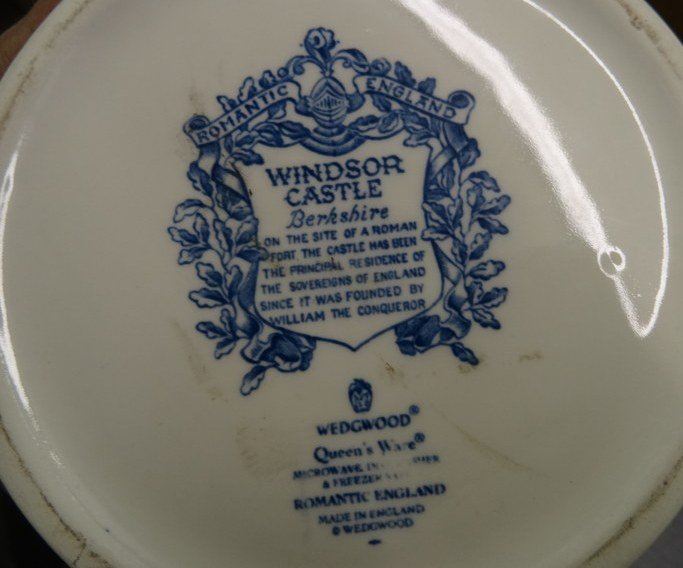 ROMANTIC ENGLAND
WINDSOR
CASTLE
Berkshire
ON THE SITE OF A ROMAN
FORT THE CASTLE HAS BEEN
THE PRINCIPAL RESIDENCE OF
THE SOVEREIGNS OF ENGLAND
SINCE IT WAS FOUNDED BY
WILLIAM THE CONQUEROR
WEDGWOOD®
Queen's Ware®
MICROWAVE,
& FREEZER
ROMANTIC ENGLAND
MADE IN ENGLAND
© WEDGWOOD